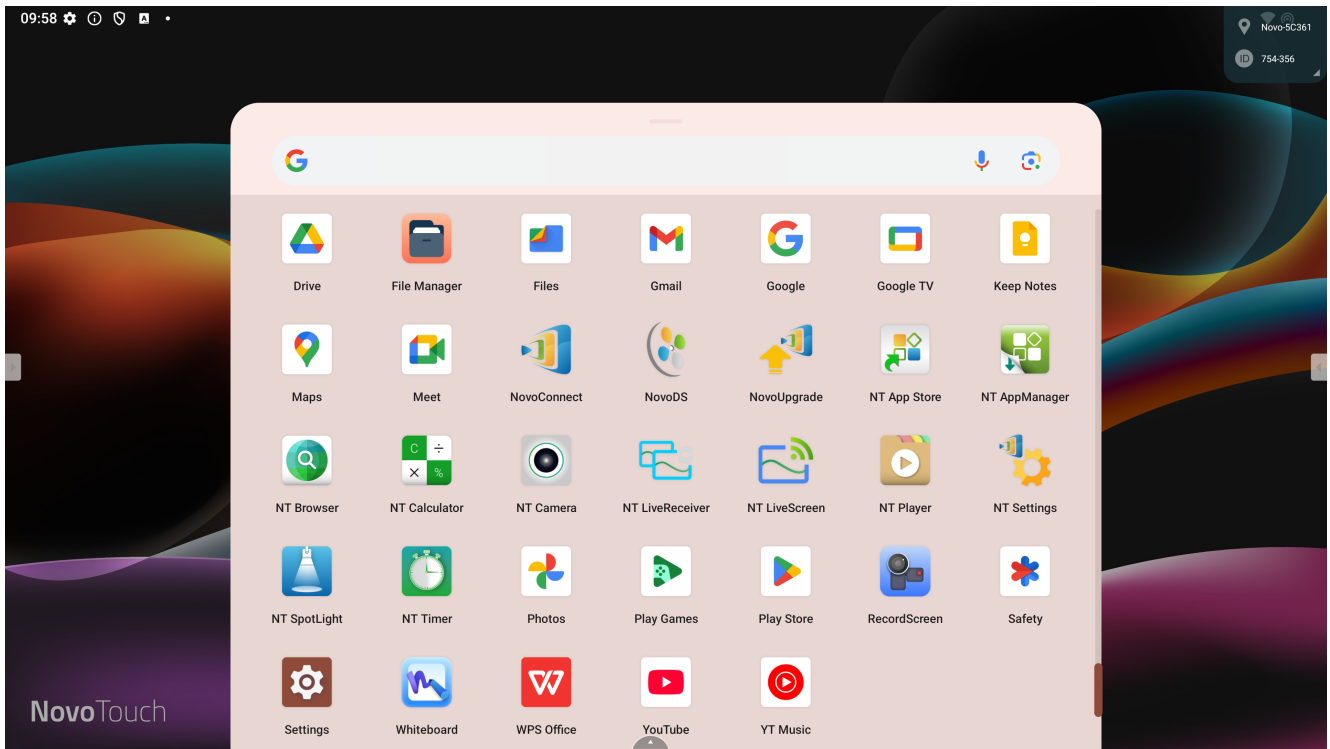 09:58
Novo-5C361
ID 754-356
Drive
File Manager
Files
Gmail
Google
Google TV
Keep Notes
Maps
Meet
NovoConnect
NovoDS
NovoUpgrade
NT App Store
NT AppManager
C ÷
× %
NT Browser
NT Calculator
NT Camera
NT LiveReceiver
NT LiveScreen
NT Player
NT Settings
NT SpotLight
NT Timer
Photos
Play Games
Play Store
RecordScreen
Safety
Settings
Whiteboard
WPS Office
YouTube
YT Music
NovoTouch